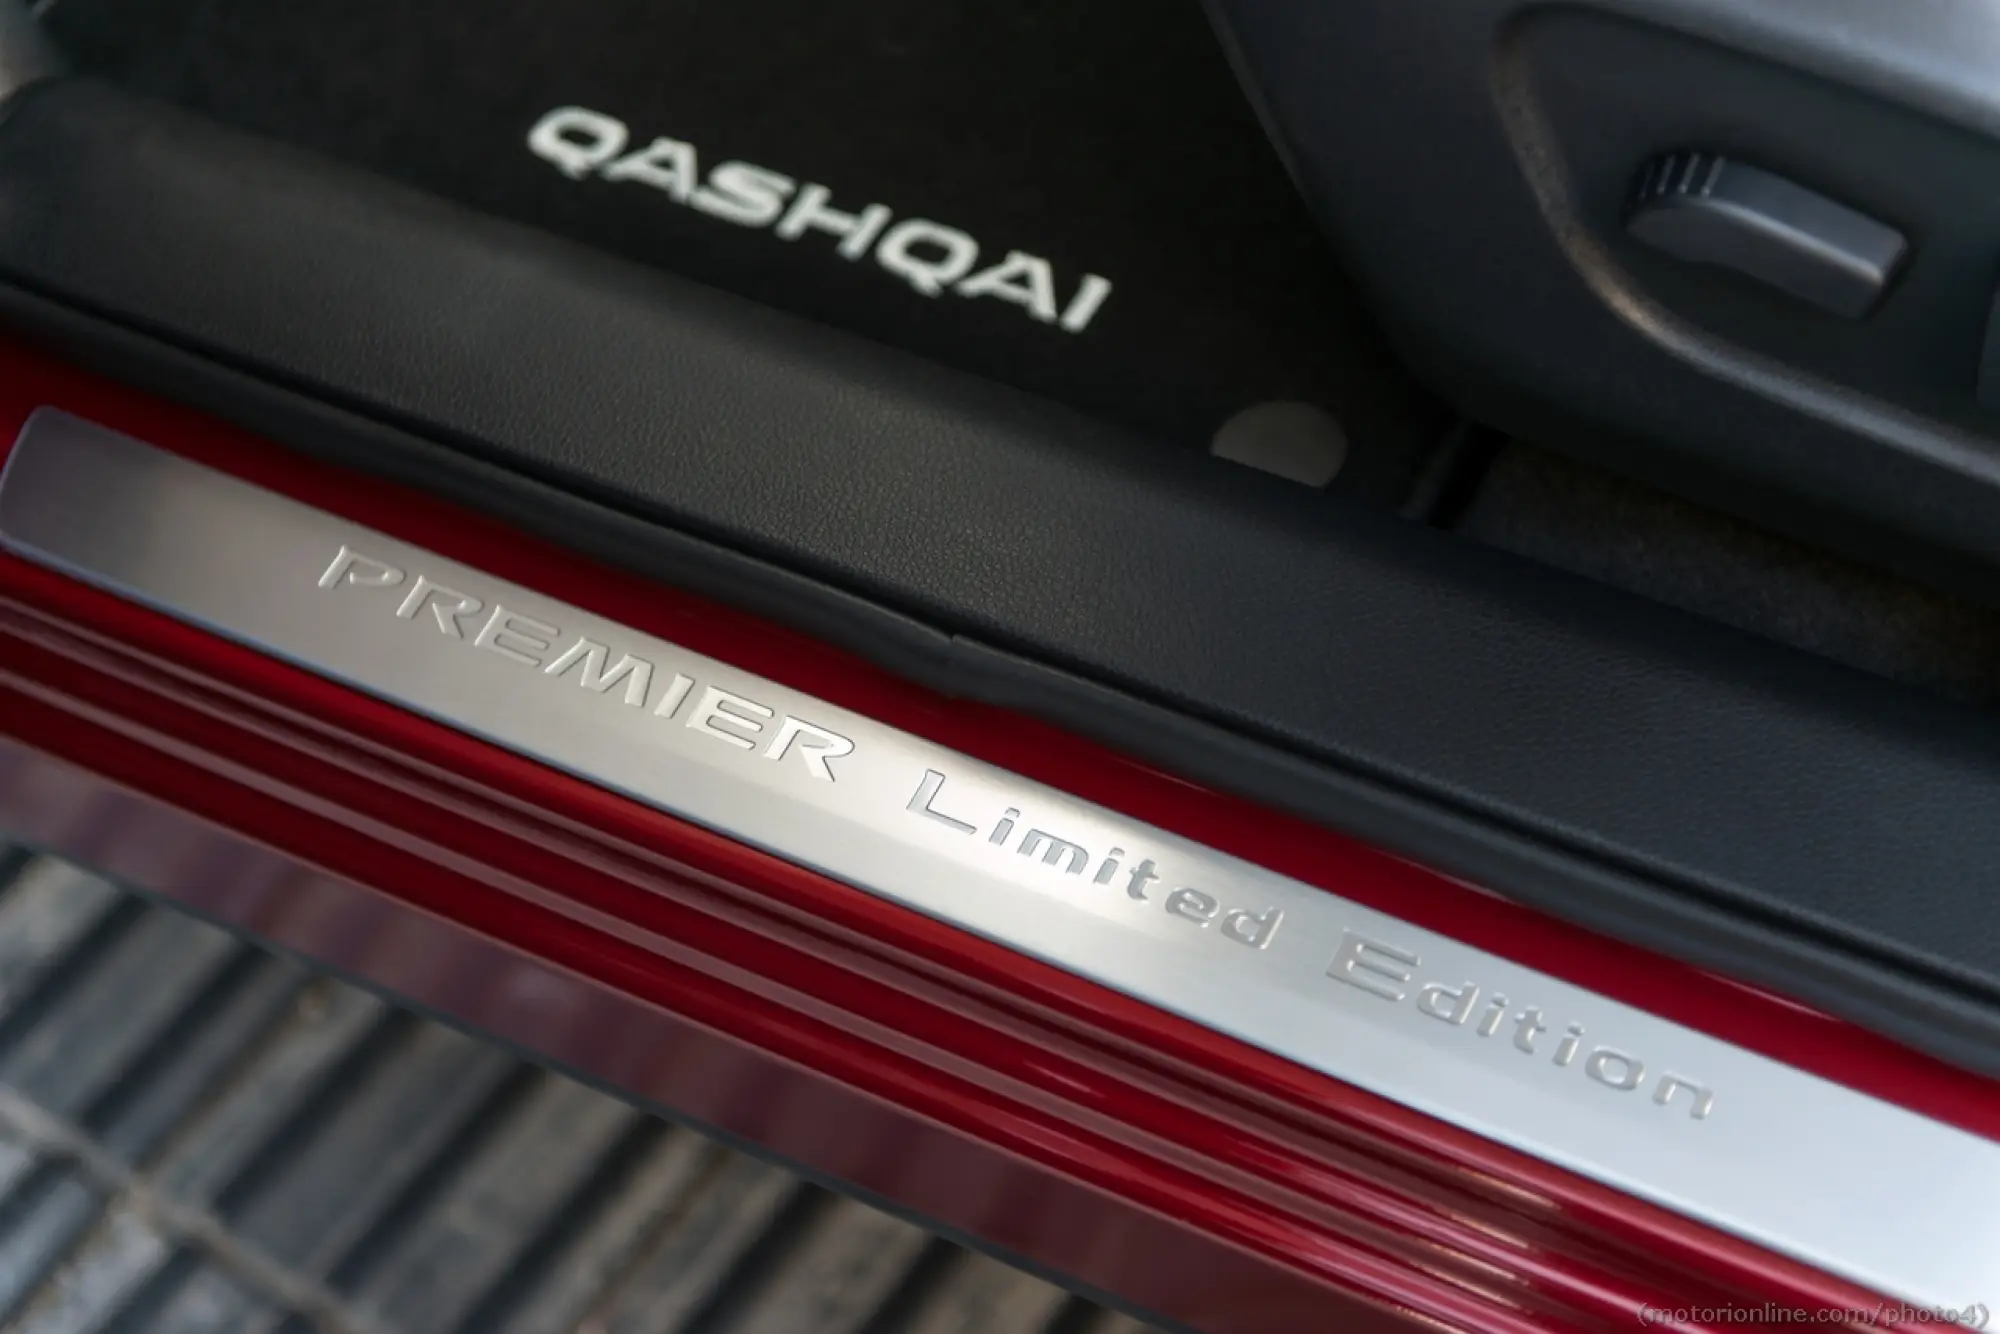 QASHQAI
PREMIER Limited Edition
(motorionline.com/photo4)